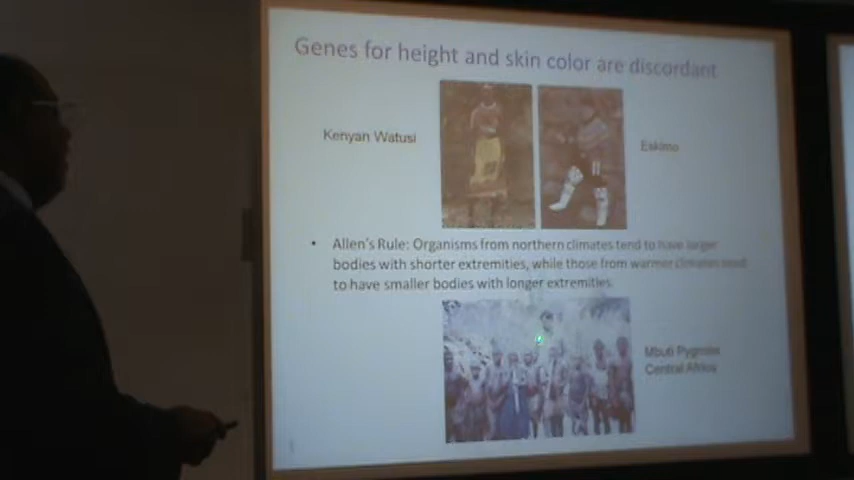 Genes for height and skin color are discordant
Kenyan Watusi
Eskimo
• Allen's Rule: Organisms from northern climates tend to have larger
bodies with shorter extremities, while those from warmer climates tend
to have smaller bodies with longer extremities.
Mbuti Pygmies
Central Africa